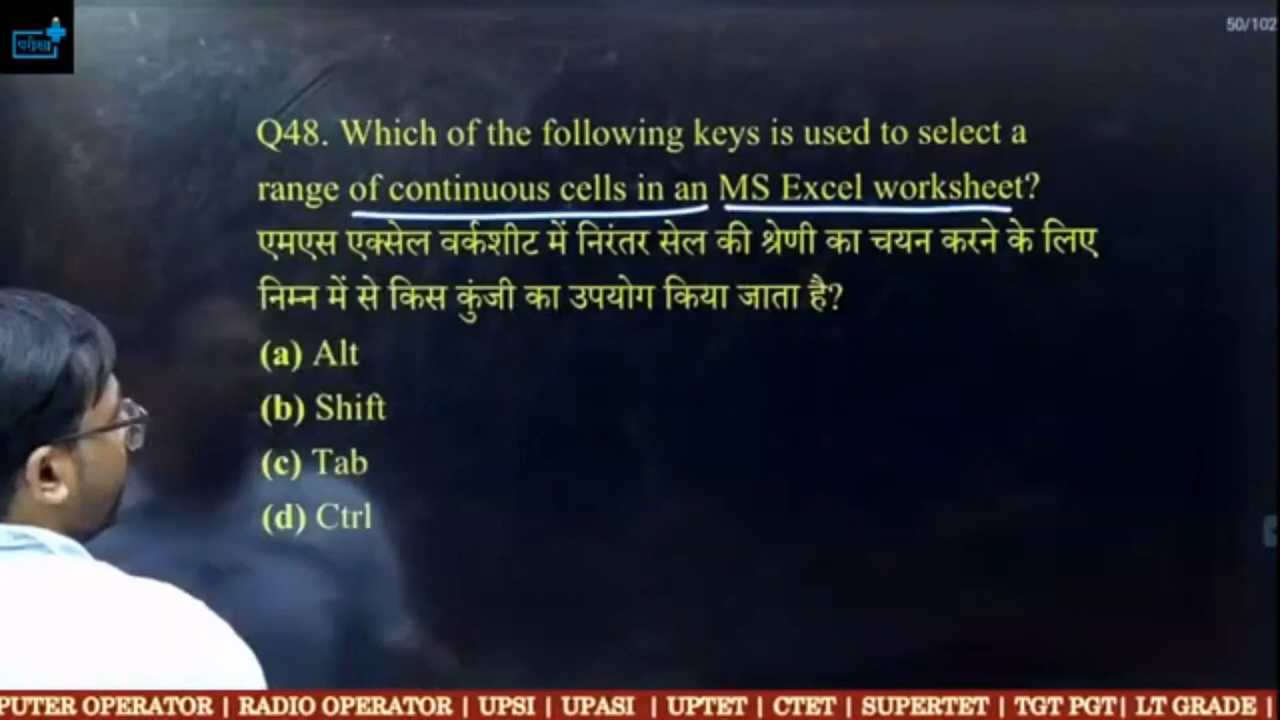 परीक्षा
50/102
Q48. Which of the following keys is used to select a
range of continuous cells in an MS Excel worksheet?
एमएस एक्सेल वर्कशीट में निरंतर सेल की श्रेणी का चयन करने के लिए
निम्न में से किस कुंजी का उपयोग किया जाता है?
(a) Alt
(b) Shift
(c) Tab
(d) Ctrl
PUTER OPERATOR | RADIO OPERATOR | UPSI | UPASI | UPTET | CTET | SUPERTET | TGT PGT| LT GRADE |